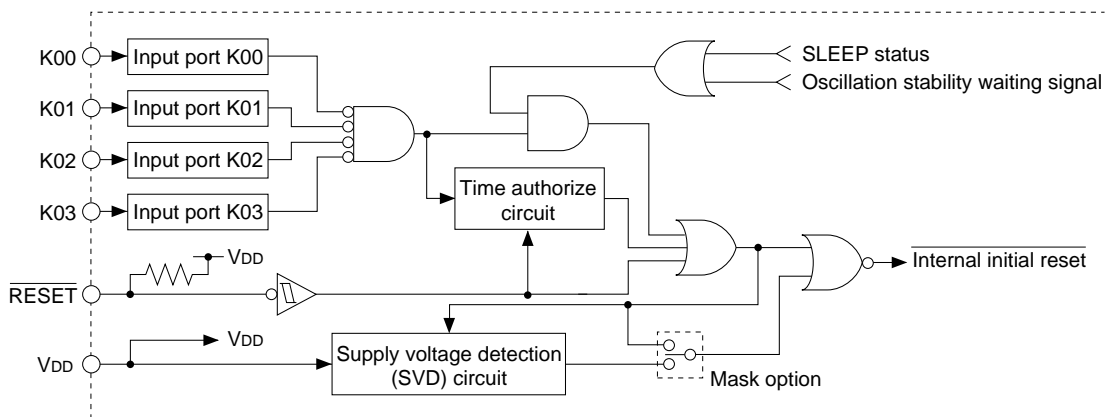 K00
Input port K00
SLEEP status
Oscillation stability waiting signal
K01
Input port K01
K02
Input port K02
K03
Input port K03
Time authorize
circuit
VDD
RESET
Internal initial reset
VDD
VDD
Supply voltage detection
(SVD) circuit
Mask option